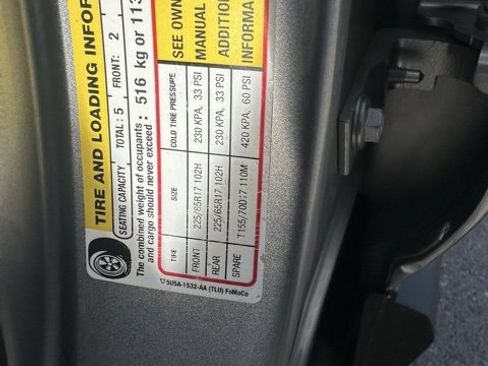 TIRE AND LOADING INFOR
SEATING CAPACITY TOTAL: 5 FRONT: 2
The combined weight of occupants
and cargo should never exceed: 516 kg or 113
TIRE SIZE COLD TIRE PRESSURE
FRONT 225/65R17 102H 230 KPA, 33 PSI
REAR 225/65R17 102H 230 KPA, 33 PSI
SPARE T155/70D17 110M 420 KPA, 60 PSI
SEE OWN
MANUAL
ADDITION
INFORMA
5U5A-1532-AA (TLU) FoMoCo